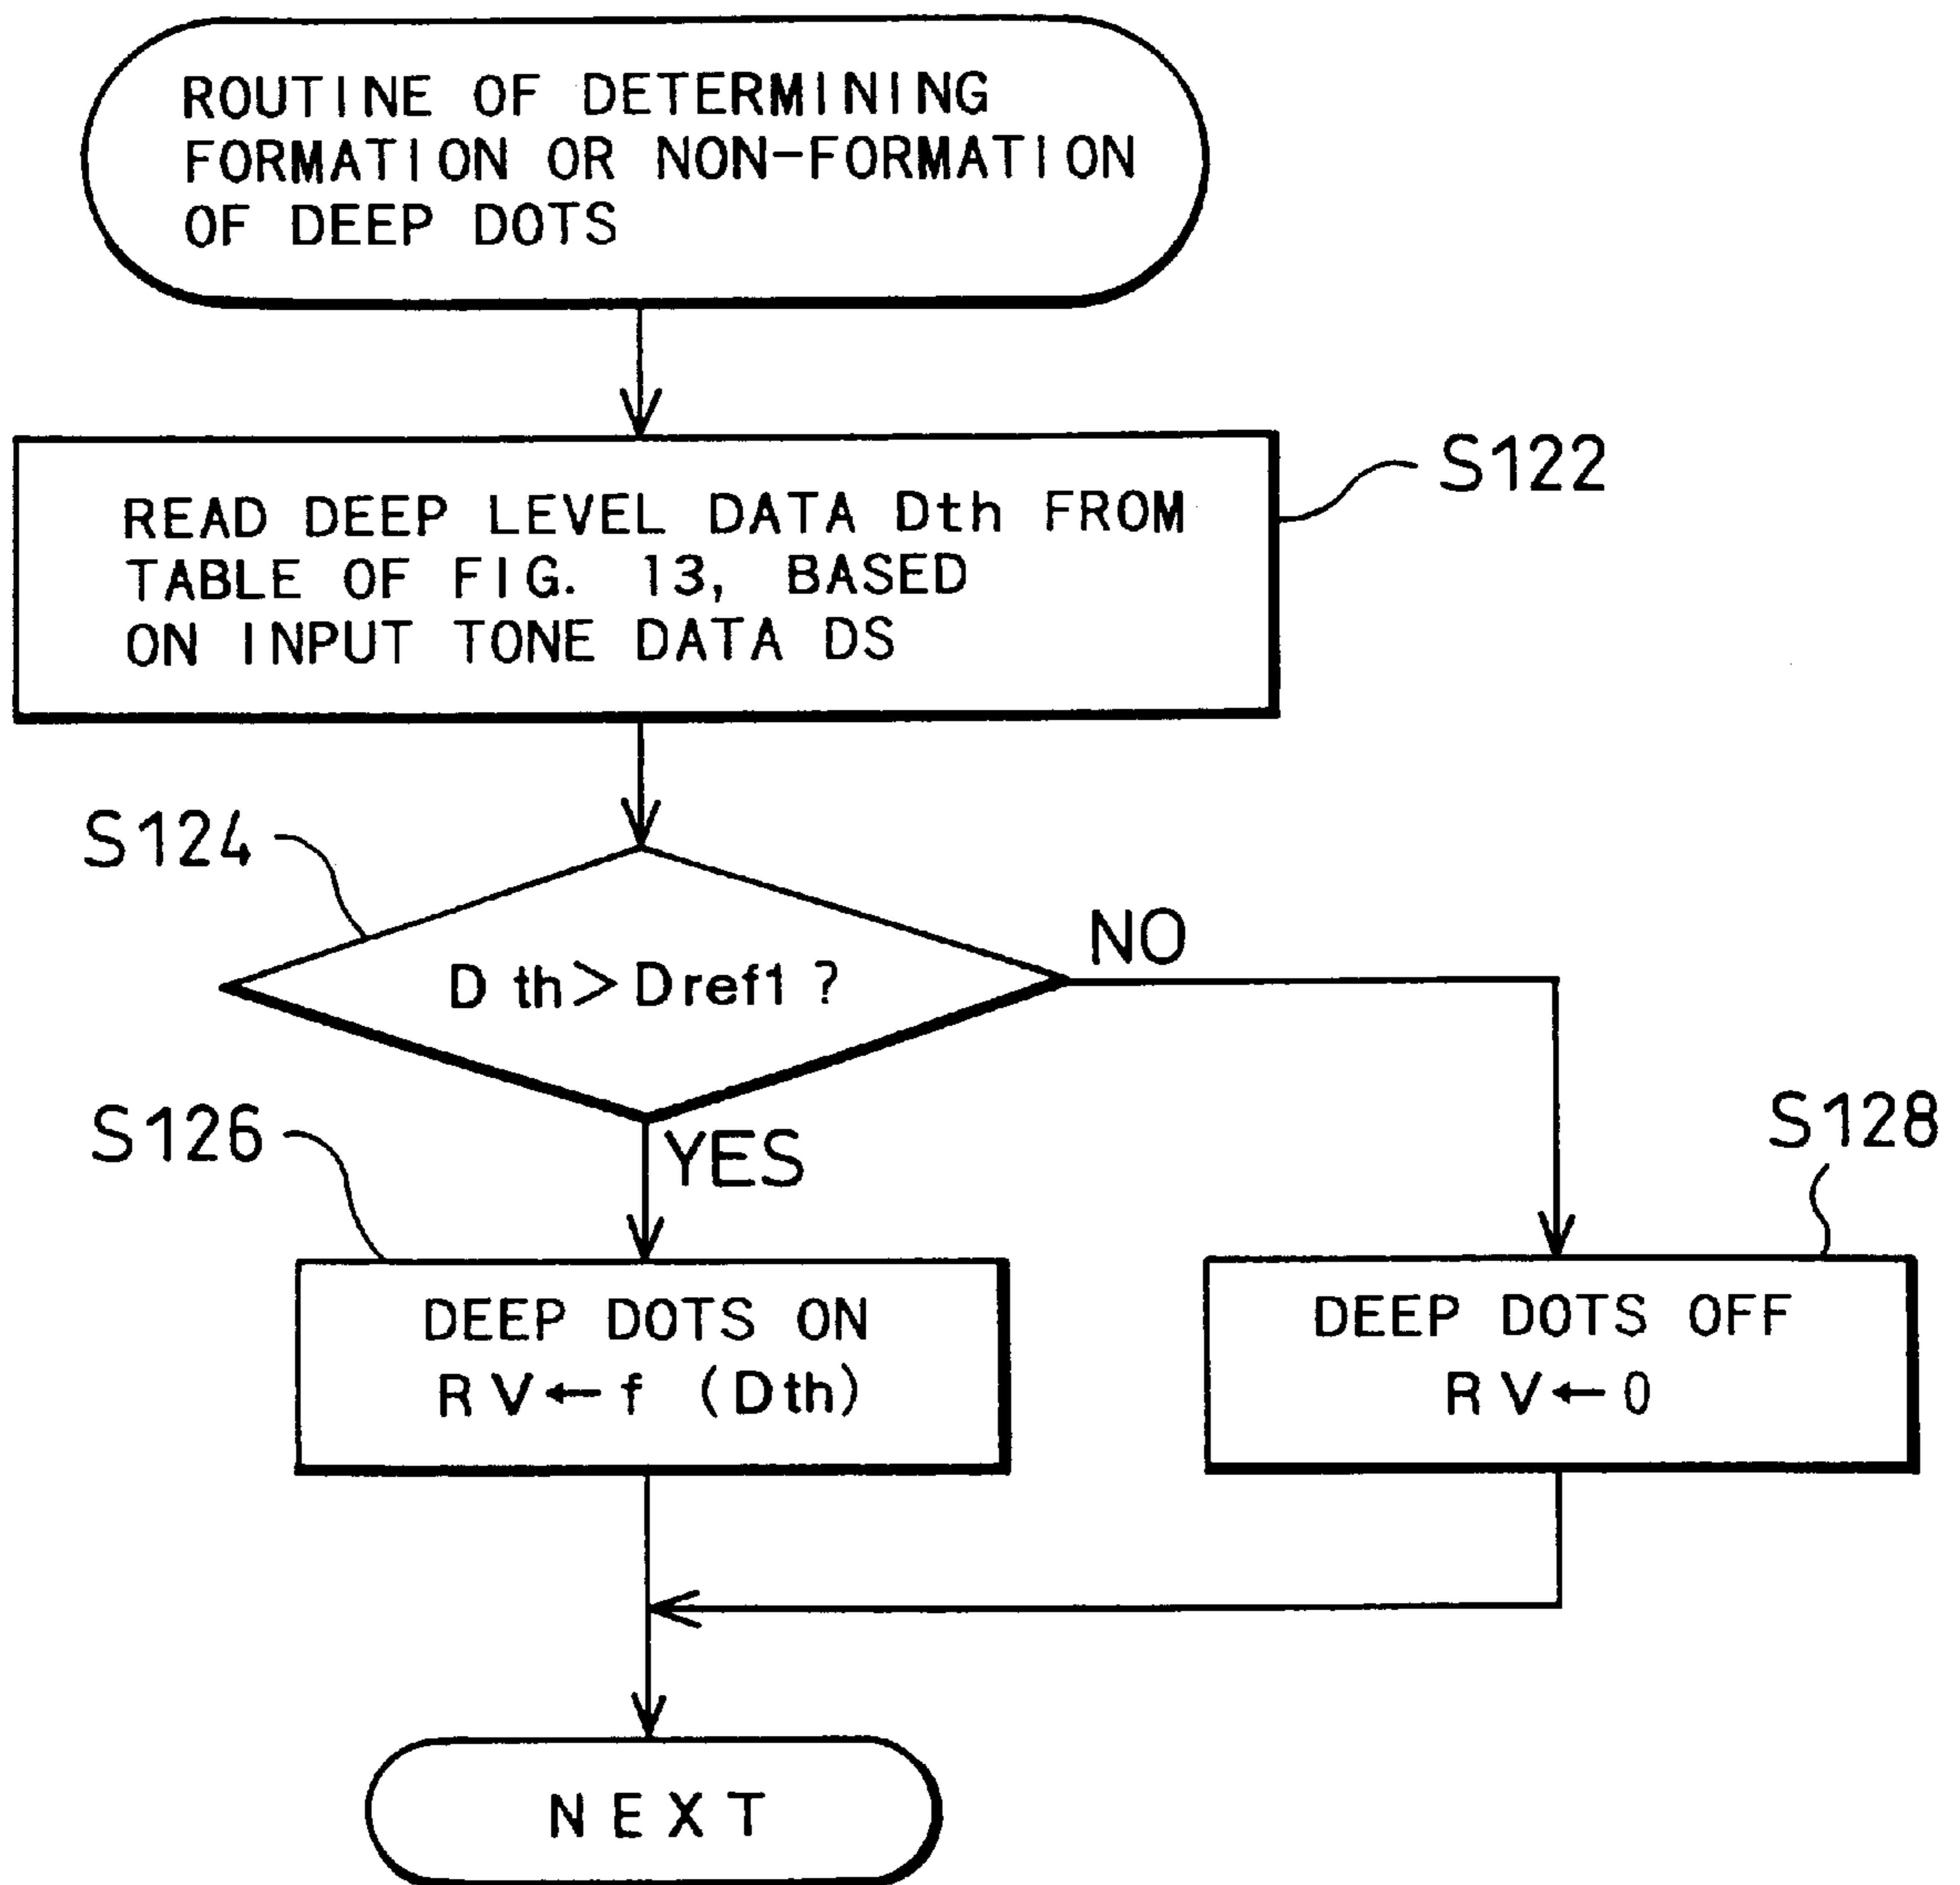 ROUTINE OF DETERMINING
FORMATION OR NON-FORMATION
OF DEEP DOTS
S122
READ DEEP LEVEL DATA Dth FROM
TABLE OF FIG. 13, BASED
ON INPUT TONE DATA DS
S124
Dth>Dref1?
NO
YES
S126
DEEP DOTS ON
RV←f (Dth)
S128
DEEP DOTS OFF
RV←0
NEXT